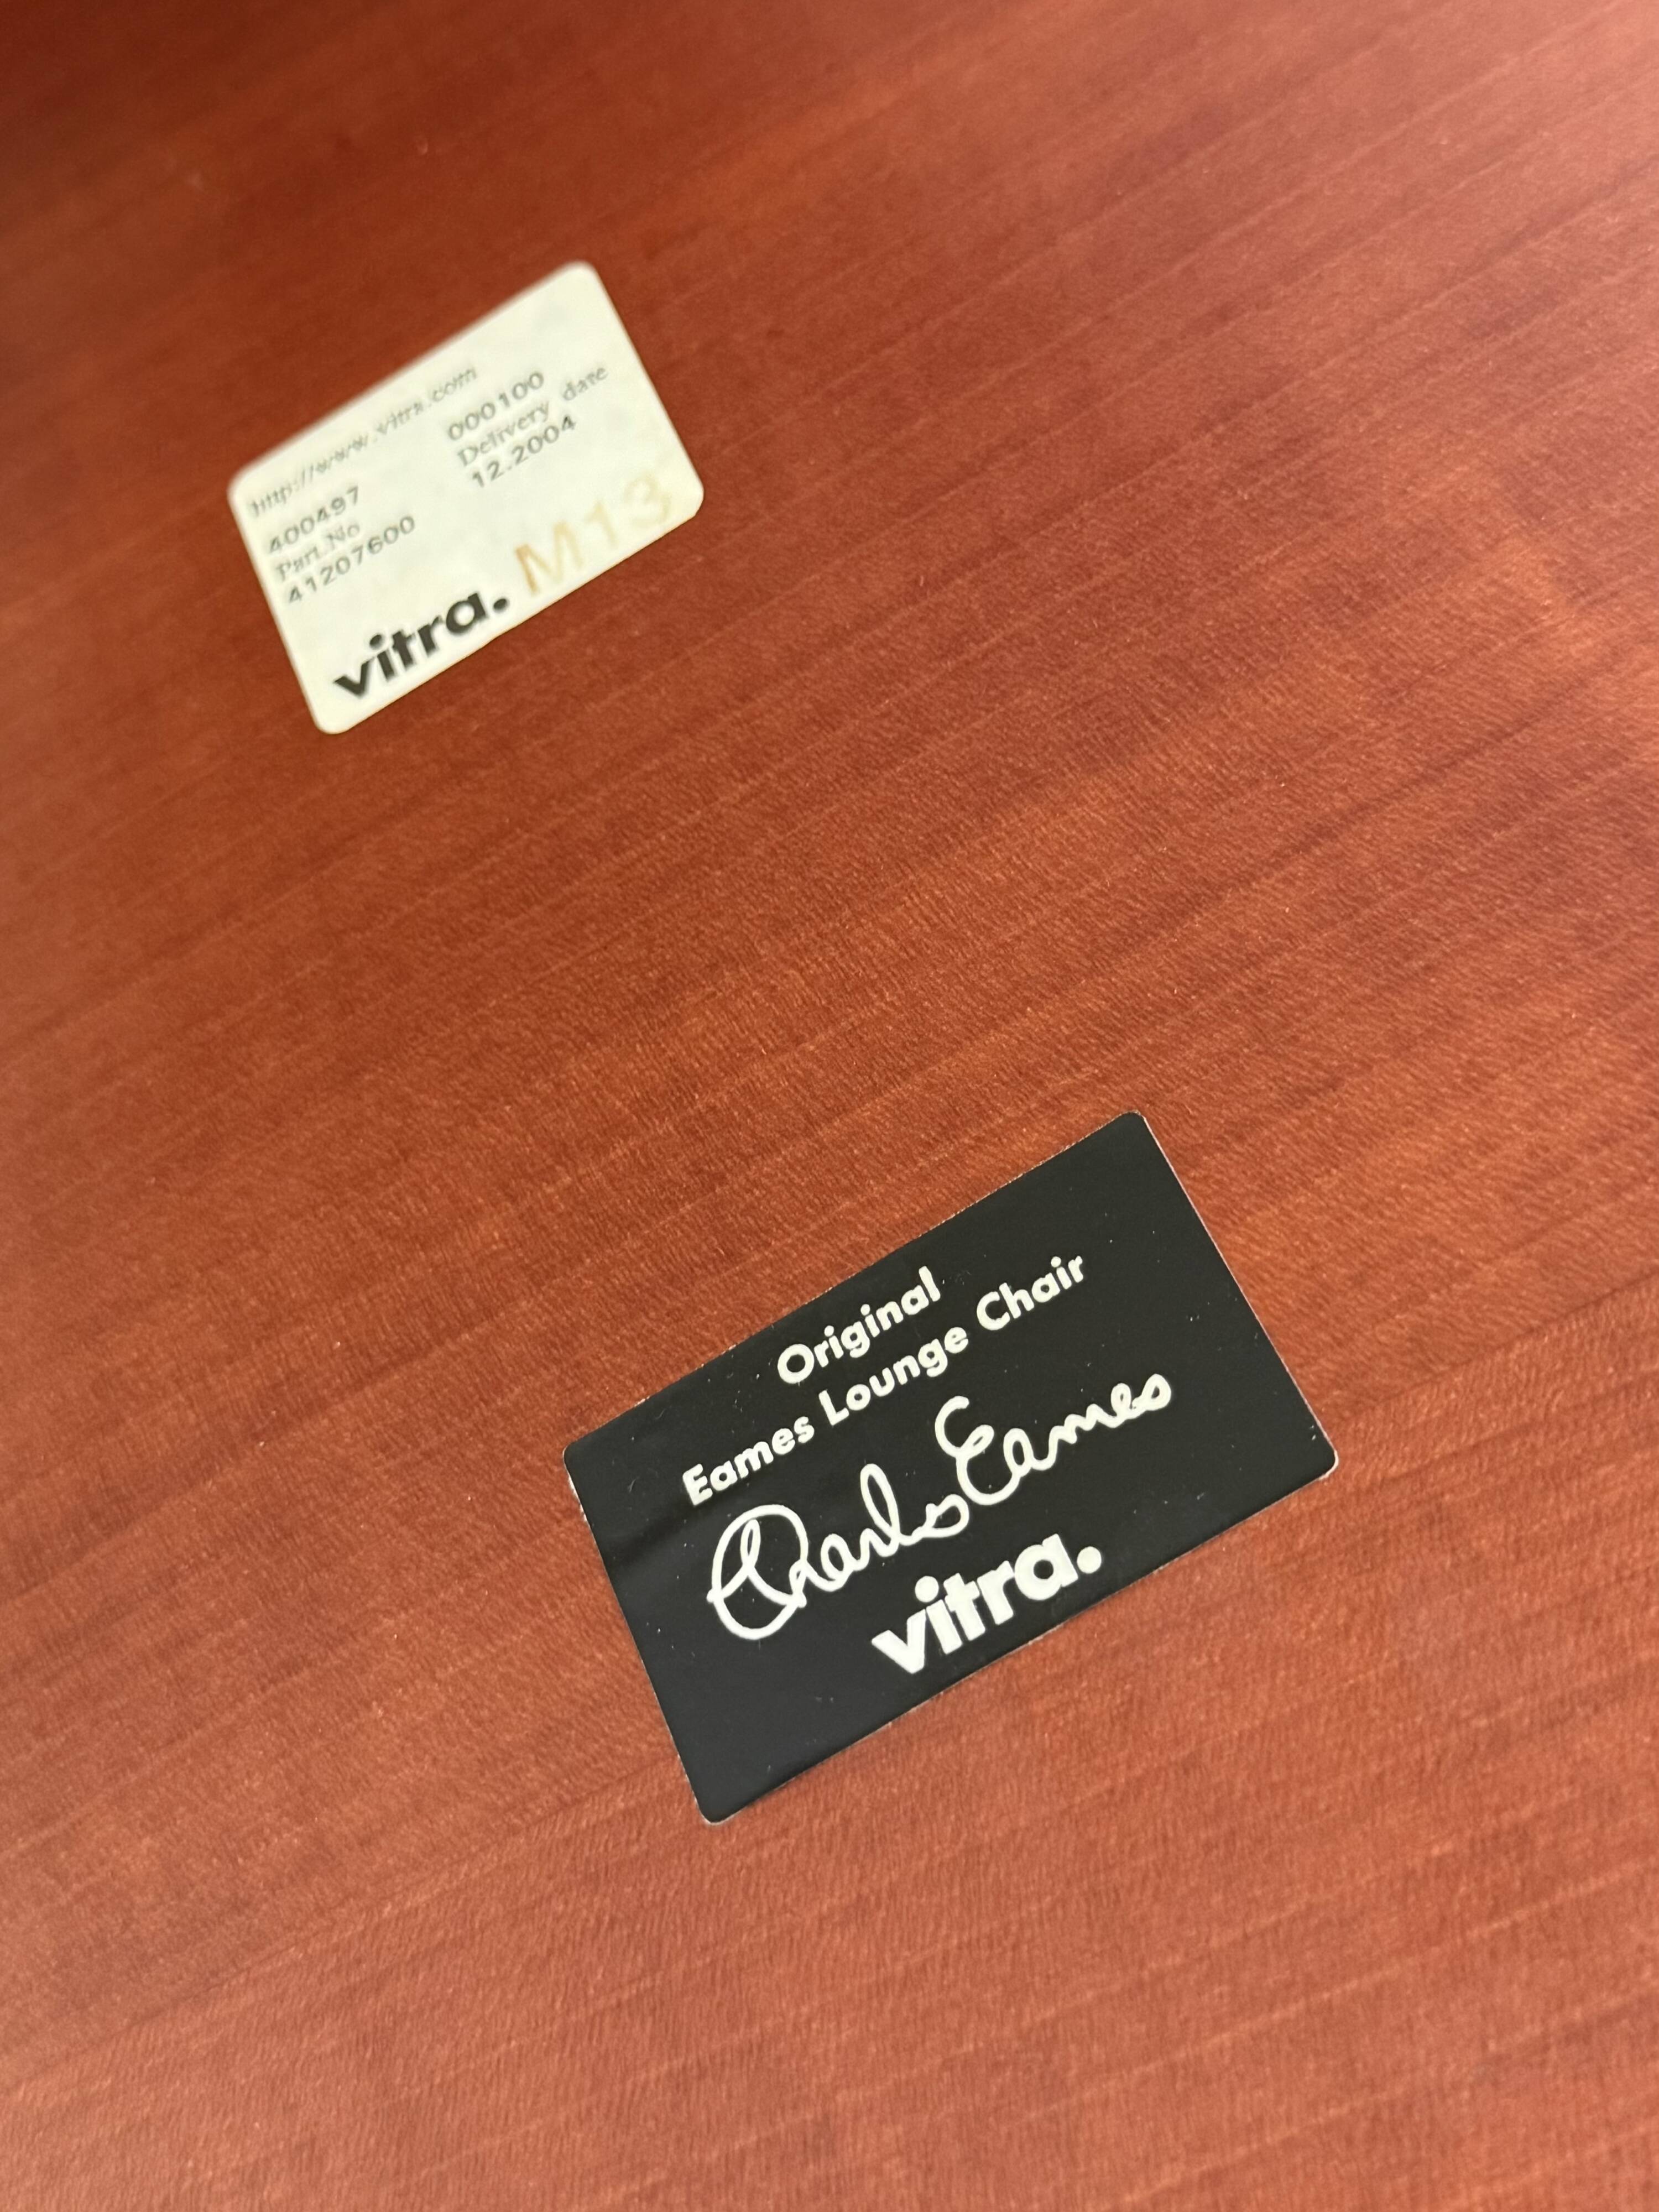 http://www.vitra.com
400497 000100
Part.No Delivery date
41207600 12.2004
vitra. M13
Original
Eames Lounge Chair
Charles Eames
vitra.